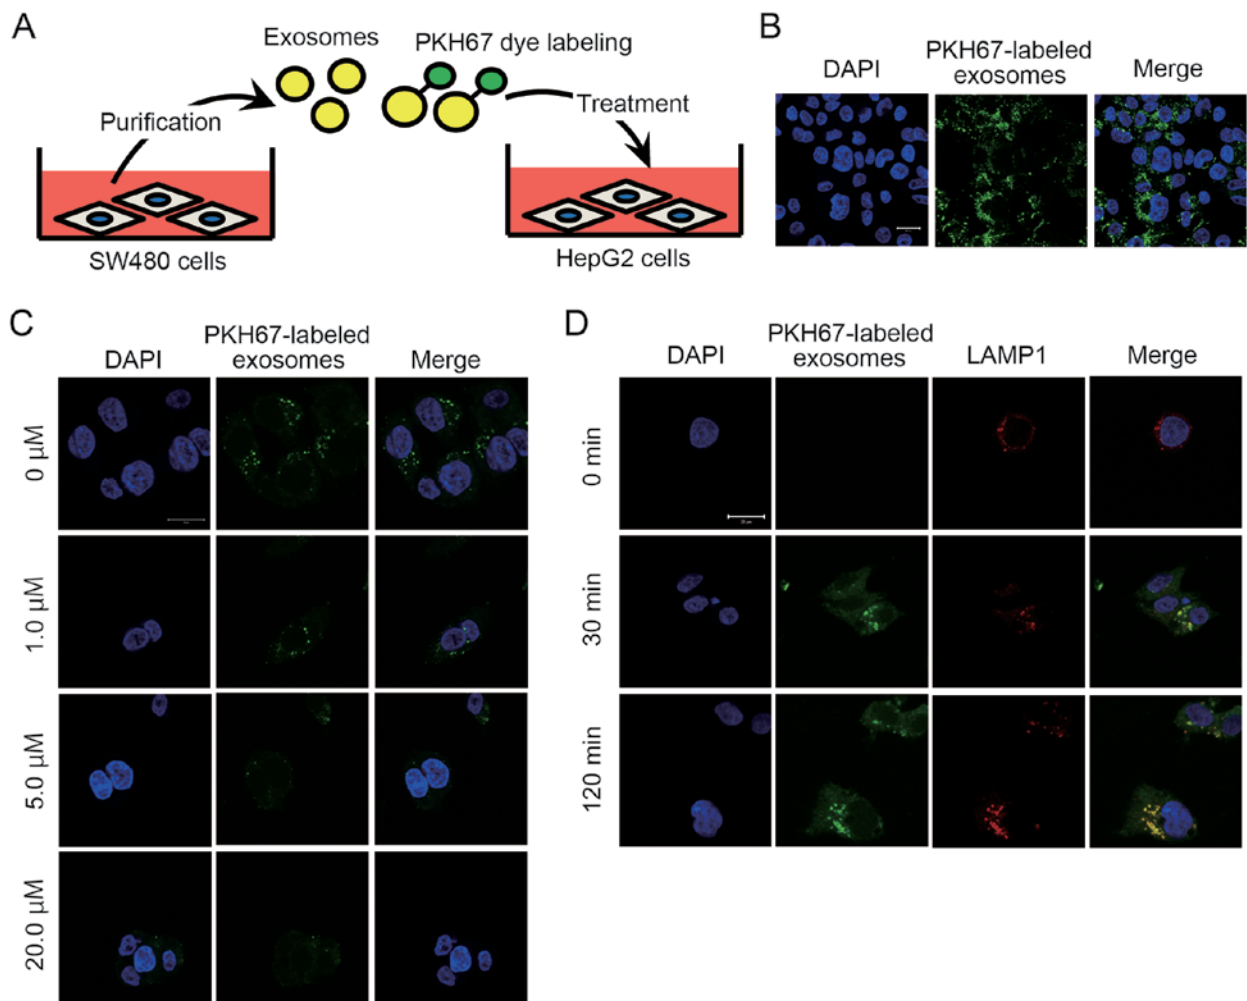 A
Exosomes
PKH67 dye labeling
Purification
Treatment
SW480 cells
HepG2 cells
B
DAPI
PKH67-labeled
exosomes
Merge
C
DAPI
PKH67-labeled
exosomes
Merge
0 µM
1.0 µM
5.0 µM
20.0 µM
D
DAPI
PKH67-labeled
exosomes
LAMP1
Merge
0 min
30 min
120 min